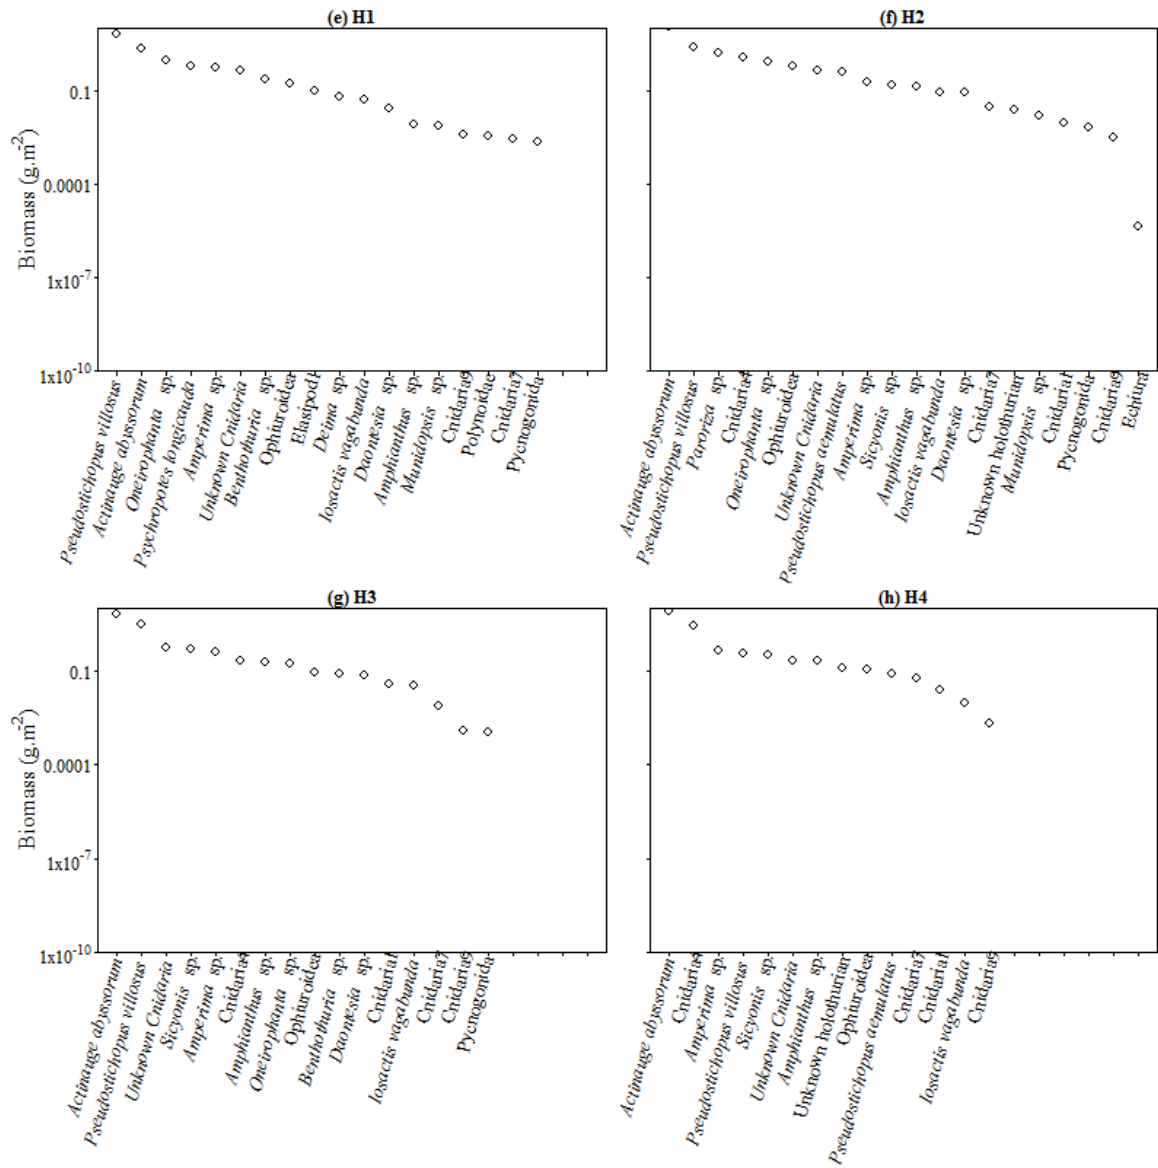 (e) H1
(f) H2
Biomass (g.m-2)
0.1
0.0001
1x10-7
1x10-10
Pseudostichopus villosus
Actinauge abyssorum
Oneirophanta sp.
Psychropotes longicauda
Amperima sp.
Unknown Cnidaria
Benthothuria sp.
Ophiuroidea
Elasipod1
Deima sp.
Iosactis vagabunda
Daontesia sp.
Amphianthus sp.
Munidopsis sp.
Cnidaria9
Polynoidae
Cnidaria7
Pycnogonida
Actinauge abyssorum
Pseudostichopus villosus
Paroriza sp.
Cnidaria4
Oneirophanta sp.
Ophiuroidea
Unknown Cnidaria
Pseudostichopus aemulatus
Amperima sp.
Sicyonis sp.
Amphianthus sp.
Iosactis vagabunda
Daontesia sp.
Cnidaria7
Unknown holothurian
Munidopsis sp.
Cnidaria1
Pycnogonida
Cnidaria9
Echiura
(g) H3
(h) H4
Biomass (g.m-2)
0.1
0.0001
1x10-7
1x10-10
Actinauge abyssorum
Pseudostichopus villosus
Unknown Cnidaria
Sicyonis sp.
Amperima sp.
Cnidaria4
Amphianthus sp.
Oneirophanta sp.
Ophiuroidea
Benthothuria sp.
Daontesia sp.
Cnidaria1
Iosactis vagabunda
Cnidaria7
Cnidaria9
Pycnogonida
Actinauge abyssorum
Cnidaria4
Amperima sp.
Pseudostichopus villosus
Sicyonis sp.
Unknown Cnidaria
Amphianthus sp.
Unknown holothurian
Ophiuroidea
Pseudostichopus aemulatus
Cnidaria7
Cnidaria1
Iosactis vagabunda
Cnidaria9